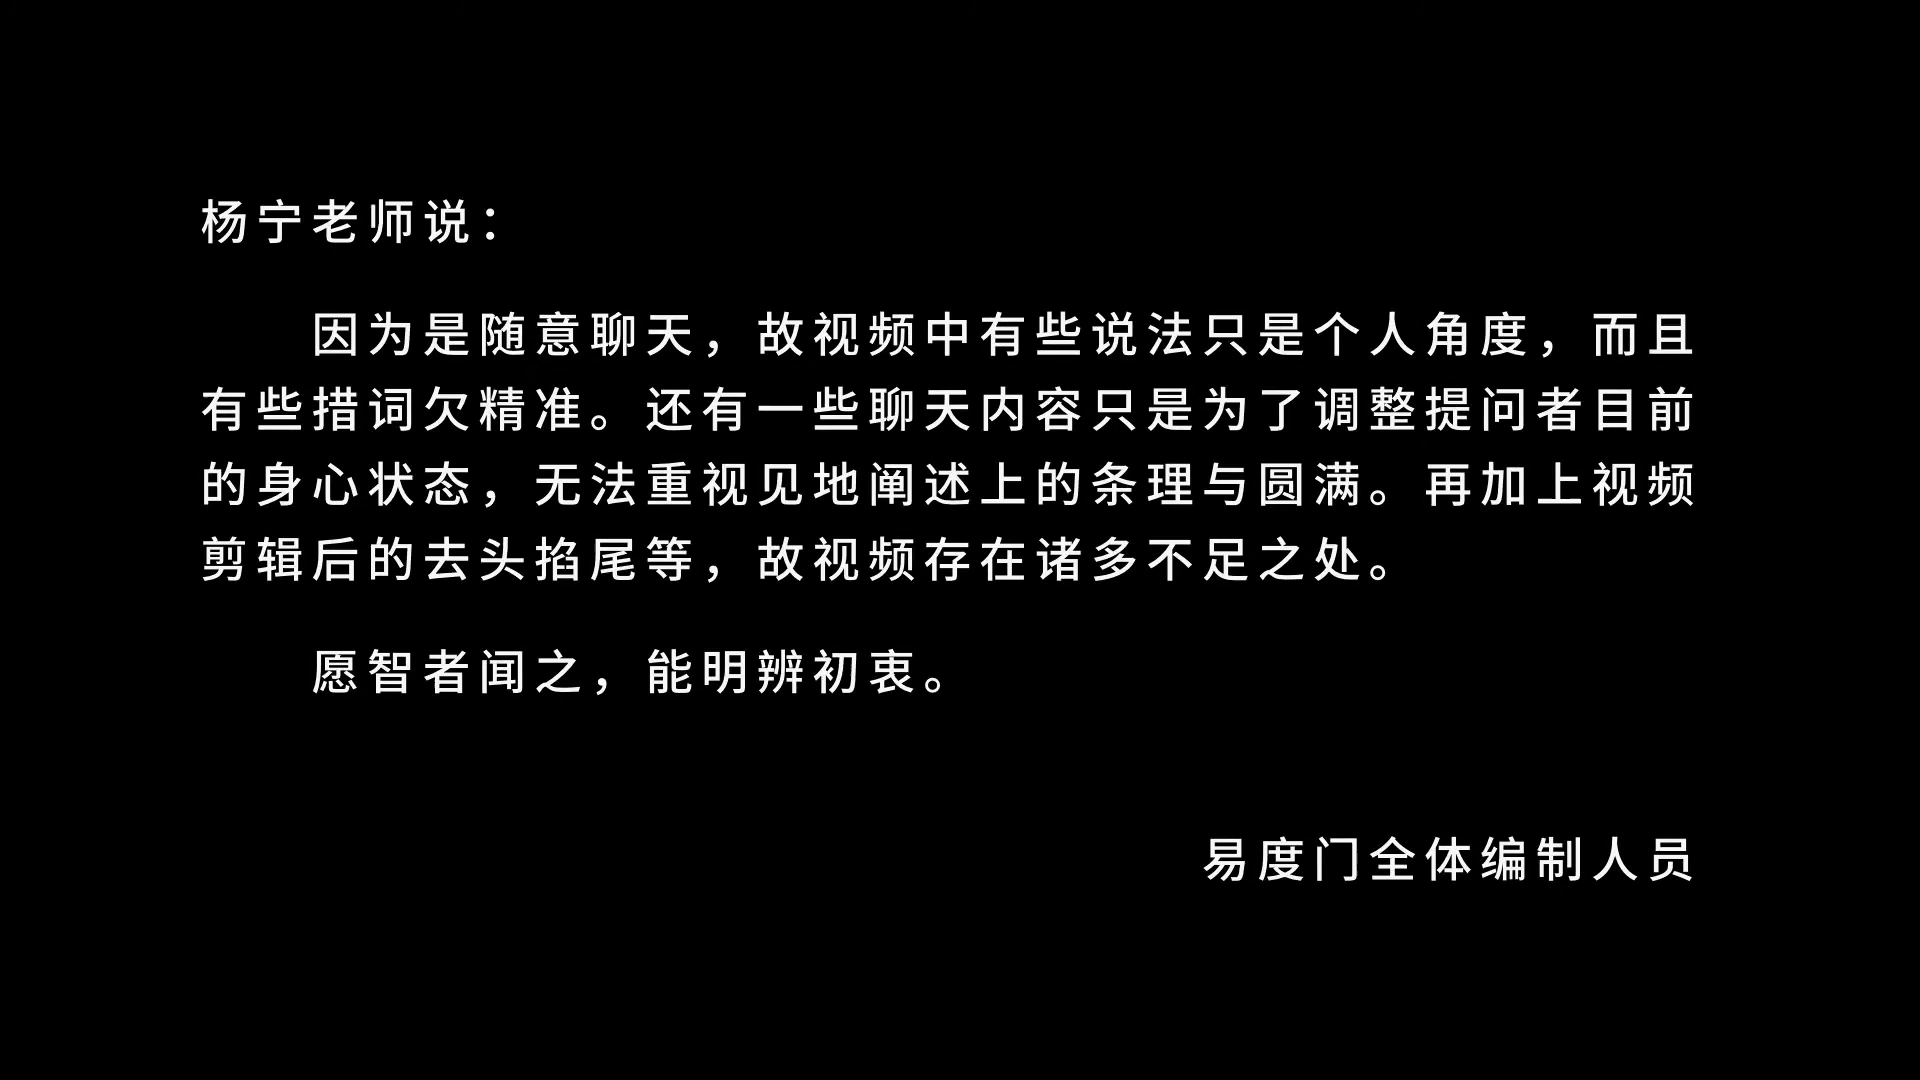 杨宁老师说：
因为是随意聊天，故视频中有些说法只是个人角度，而且
有些措词欠精准。还有一些聊天内容只是为了调整提问者目前
的身心状态，无法重视见地阐述上的条理与圆满。再加上视频
剪辑后的去头掐尾等，故视频存在诸多不足之处。
愿智者闻之，能明辨初衷。
易度门全体编制人员